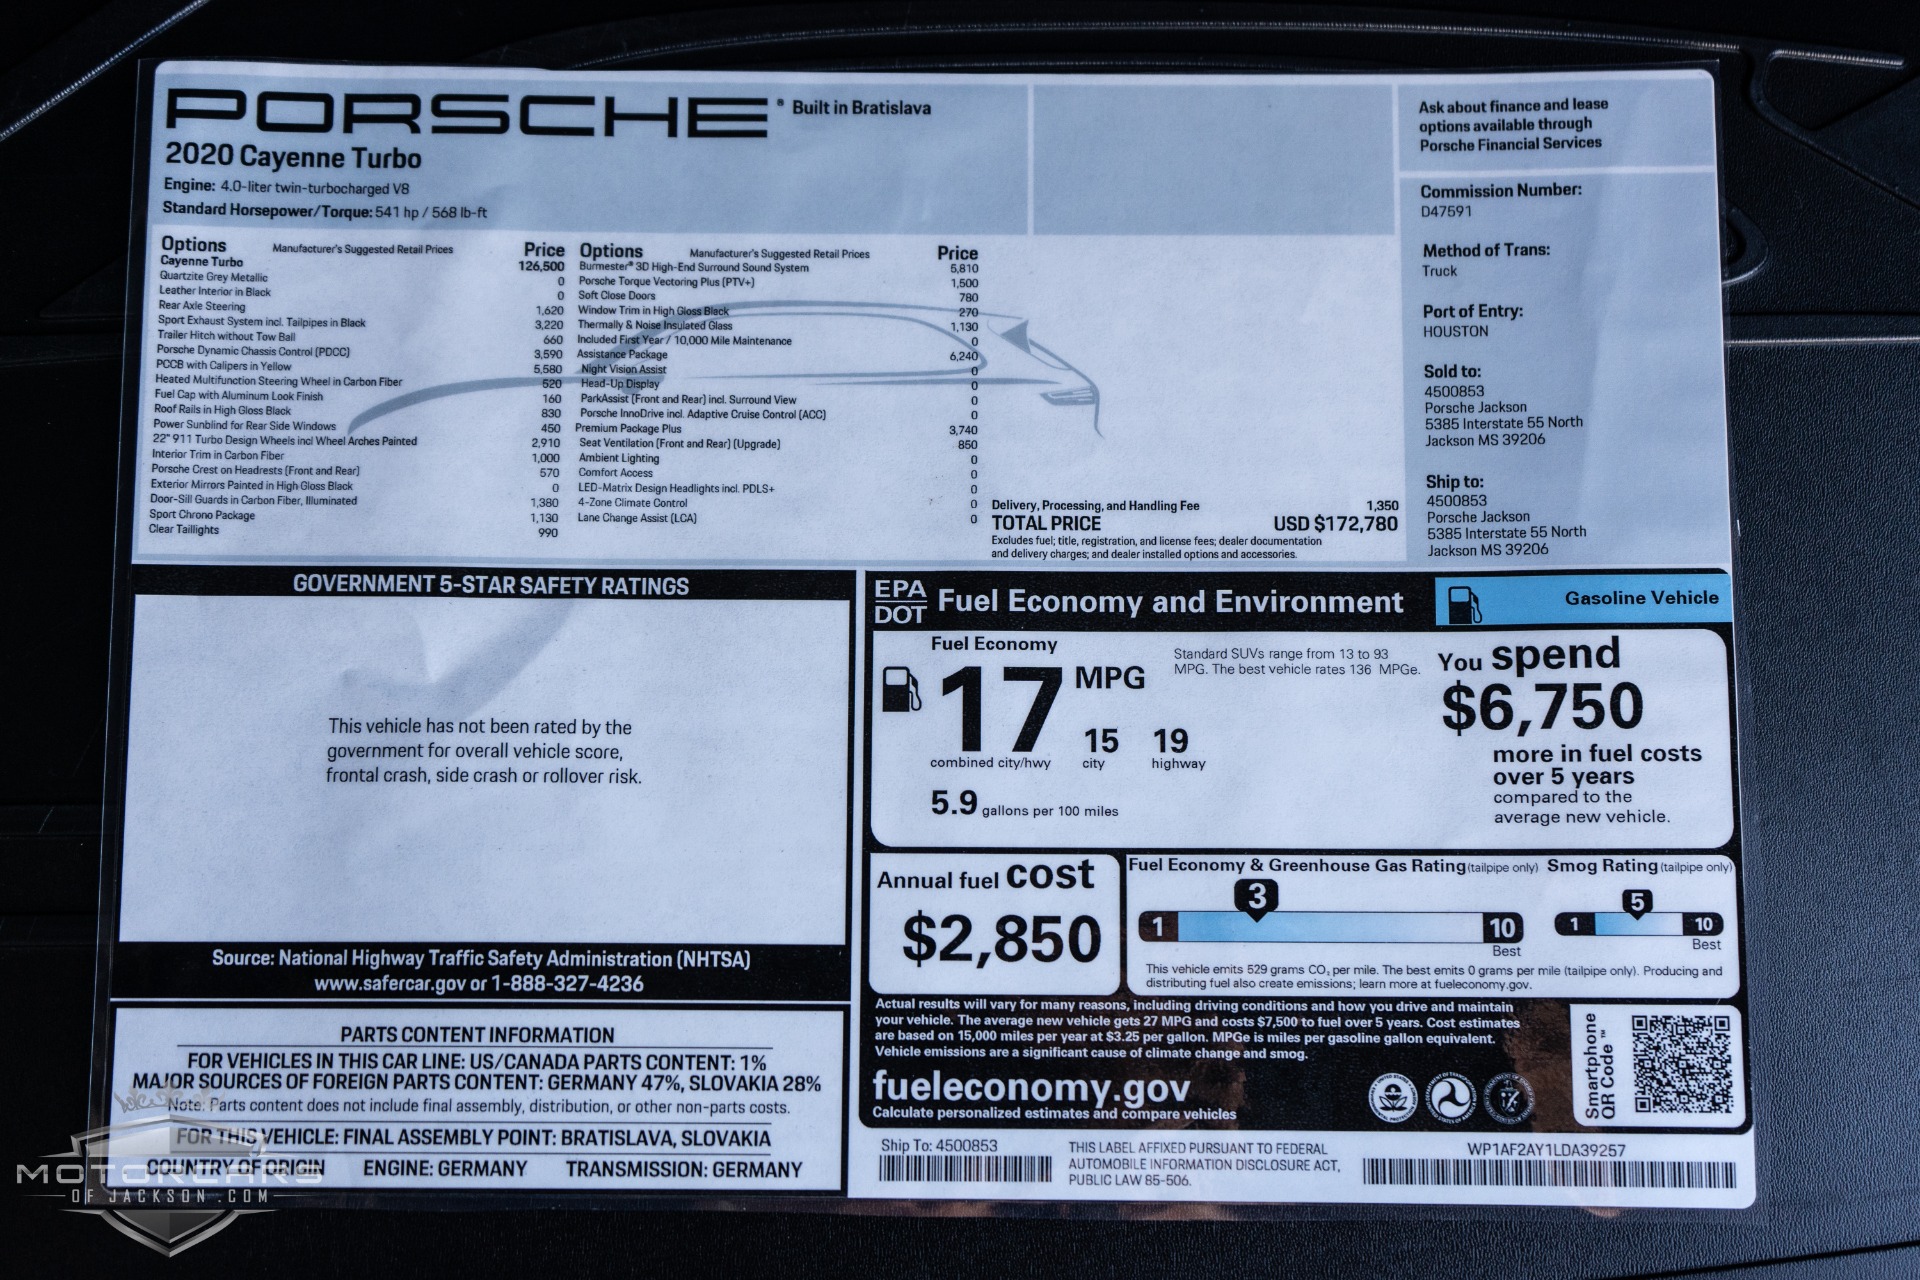 PORSCHE® Built in Bratislava
2020 Cayenne Turbo
Engine: 4.0-liter twin-turbocharged V8
Standard Horsepower/Torque: 541 hp / 568 lb-ft
Options Manufacturer's Suggested Retail Prices Price
Cayenne Turbo 126,500
Quartzite Grey Metallic 0
Leather Interior in Black 0
Rear Axle Steering 1,620
Sport Exhaust System incl. Tailpipes in Black 3,220
Trailer Hitch without Tow Ball 660
Porsche Dynamic Chassis Control (PDCC) 3,590
PCCB with Calipers in Yellow 5,580
Heated Multifunction Steering Wheel in Carbon Fiber 520
Fuel Cap with Aluminum Look Finish 160
Roof Rails in High Gloss Black 830
Power Sunblind for Rear Side Windows 450
22" 911 Turbo Design Wheels incl Wheel Arches Painted 2,910
Interior Trim in Carbon Fiber 1,000
Porsche Crest on Headrests (Front and Rear) 570
Exterior Mirrors Painted in High Gloss Black 0
Door-Sill Guards in Carbon Fiber, Illuminated 1,380
Sport Chrono Package 1,130
Clear Taillights 990
Options Manufacturer's Suggested Retail Prices Price
Burmester® 3D High-End Surround Sound System 5,810
Porsche Torque Vectoring Plus (PTV+) 1,500
Soft Close Doors 780
Window Trim in High Gloss Black 270
Thermally & Noise Insulated Glass 1,130
Included First Year / 10,000 Mile Maintenance 0
Assistance Package 6,240
Night Vision Assist 0
Head-Up Display 0
ParkAssist (Front and Rear) incl. Surround View 0
Porsche InnoDrive incl. Adaptive Cruise Control (ACC) 0
Premium Package Plus 3,740
Seat Ventilation (Front and Rear) (Upgrade) 850
Ambient Lighting 0
Comfort Access 0
LED-Matrix Design Headlights incl. PDLS+ 0
4-Zone Climate Control 0
Lane Change Assist (LCA) 0
Delivery, Processing, and Handling Fee 1,350
TOTAL PRICE USD $172,780
Excludes fuel; title, registration, and license fees; dealer documentation
and delivery charges; and dealer installed options and accessories.
Ask about finance and lease
options available through
Porsche Financial Services
Commission Number:
D47591
Method of Trans:
Truck
Port of Entry:
HOUSTON
Sold to:
4500853
Porsche Jackson
5385 Interstate 55 North
Jackson MS 39206
Ship to:
4500853
Porsche Jackson
5385 Interstate 55 North
Jackson MS 39206
GOVERNMENT 5-STAR SAFETY RATINGS
This vehicle has not been rated by the
government for overall vehicle score,
frontal crash, side crash or rollover risk.
Source: National Highway Traffic Safety Administration (NHTSA)
www.safercar.gov or 1-888-327-4236
PARTS CONTENT INFORMATION
FOR VEHICLES IN THIS CAR LINE: US/CANADA PARTS CONTENT: 1%
MAJOR SOURCES OF FOREIGN PARTS CONTENT: GERMANY 47%, SLOVAKIA 28%
Note: Parts content does not include final assembly, distribution, or other non-parts costs.
FOR THIS VEHICLE: FINAL ASSEMBLY POINT: BRATISLAVA, SLOVAKIA
COUNTRY OF ORIGIN ENGINE: GERMANY TRANSMISSION: GERMANY
EPA
DOT
Fuel Economy and Environment
Gasoline Vehicle
Fuel Economy
17 MPG
combined city/hwy
15
city
19
highway
5.9 gallons per 100 miles
Standard SUVs range from 13 to 93
MPG. The best vehicle rates 136 MPGe.
You spend
$6,750
more in fuel costs
over 5 years
compared to the
average new vehicle.
Annual fuel cost
$2,850
Fuel Economy & Greenhouse Gas Rating (tailpipe only)
3
1 10
Best
Smog Rating (tailpipe only)
5
1 10
Best
This vehicle emits 529 grams CO₂ per mile. The best emits 0 grams per mile (tailpipe only). Producing and
distributing fuel also create emissions; learn more at fueleconomy.gov.
Actual results will vary for many reasons, including driving conditions and how you drive and maintain
your vehicle. The average new vehicle gets 27 MPG and costs $7,500 to fuel over 5 years. Cost estimates
are based on 15,000 miles per year at $3.25 per gallon. MPGe is miles per gasoline gallon equivalent.
Vehicle emissions are a significant cause of climate change and smog.
fueleconomy.gov
Calculate personalized estimates and compare vehicles
Smartphone
QR Code™
Ship To: 4500853
THIS LABEL AFFIXED PURSUANT TO FEDERAL
AUTOMOBILE INFORMATION DISCLOSURE ACT,
PUBLIC LAW 85-506.
WP1AF2AY1LDA39257
MOTORCARS
OF JACKSON.COM